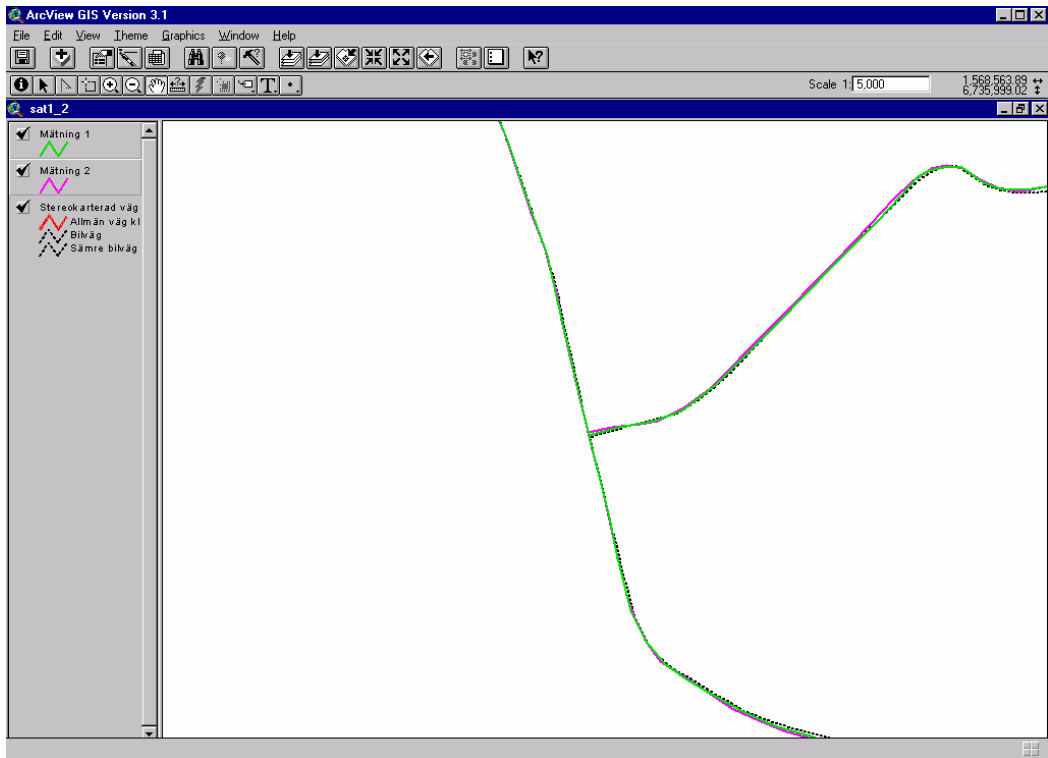 ArcView GIS Version 3.1
File Edit View Theme Graphics Window Help
Scale 1: 5,000
1,568,563.89
6,735,999.02
sat1_2
Mätning 1
Mätning 2
Stereokarterad väg
Allmän väg kl
Bilväg
Sämre bilväg